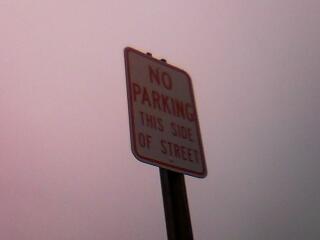 NO
PARKING
THIS SIDE
OF STREET